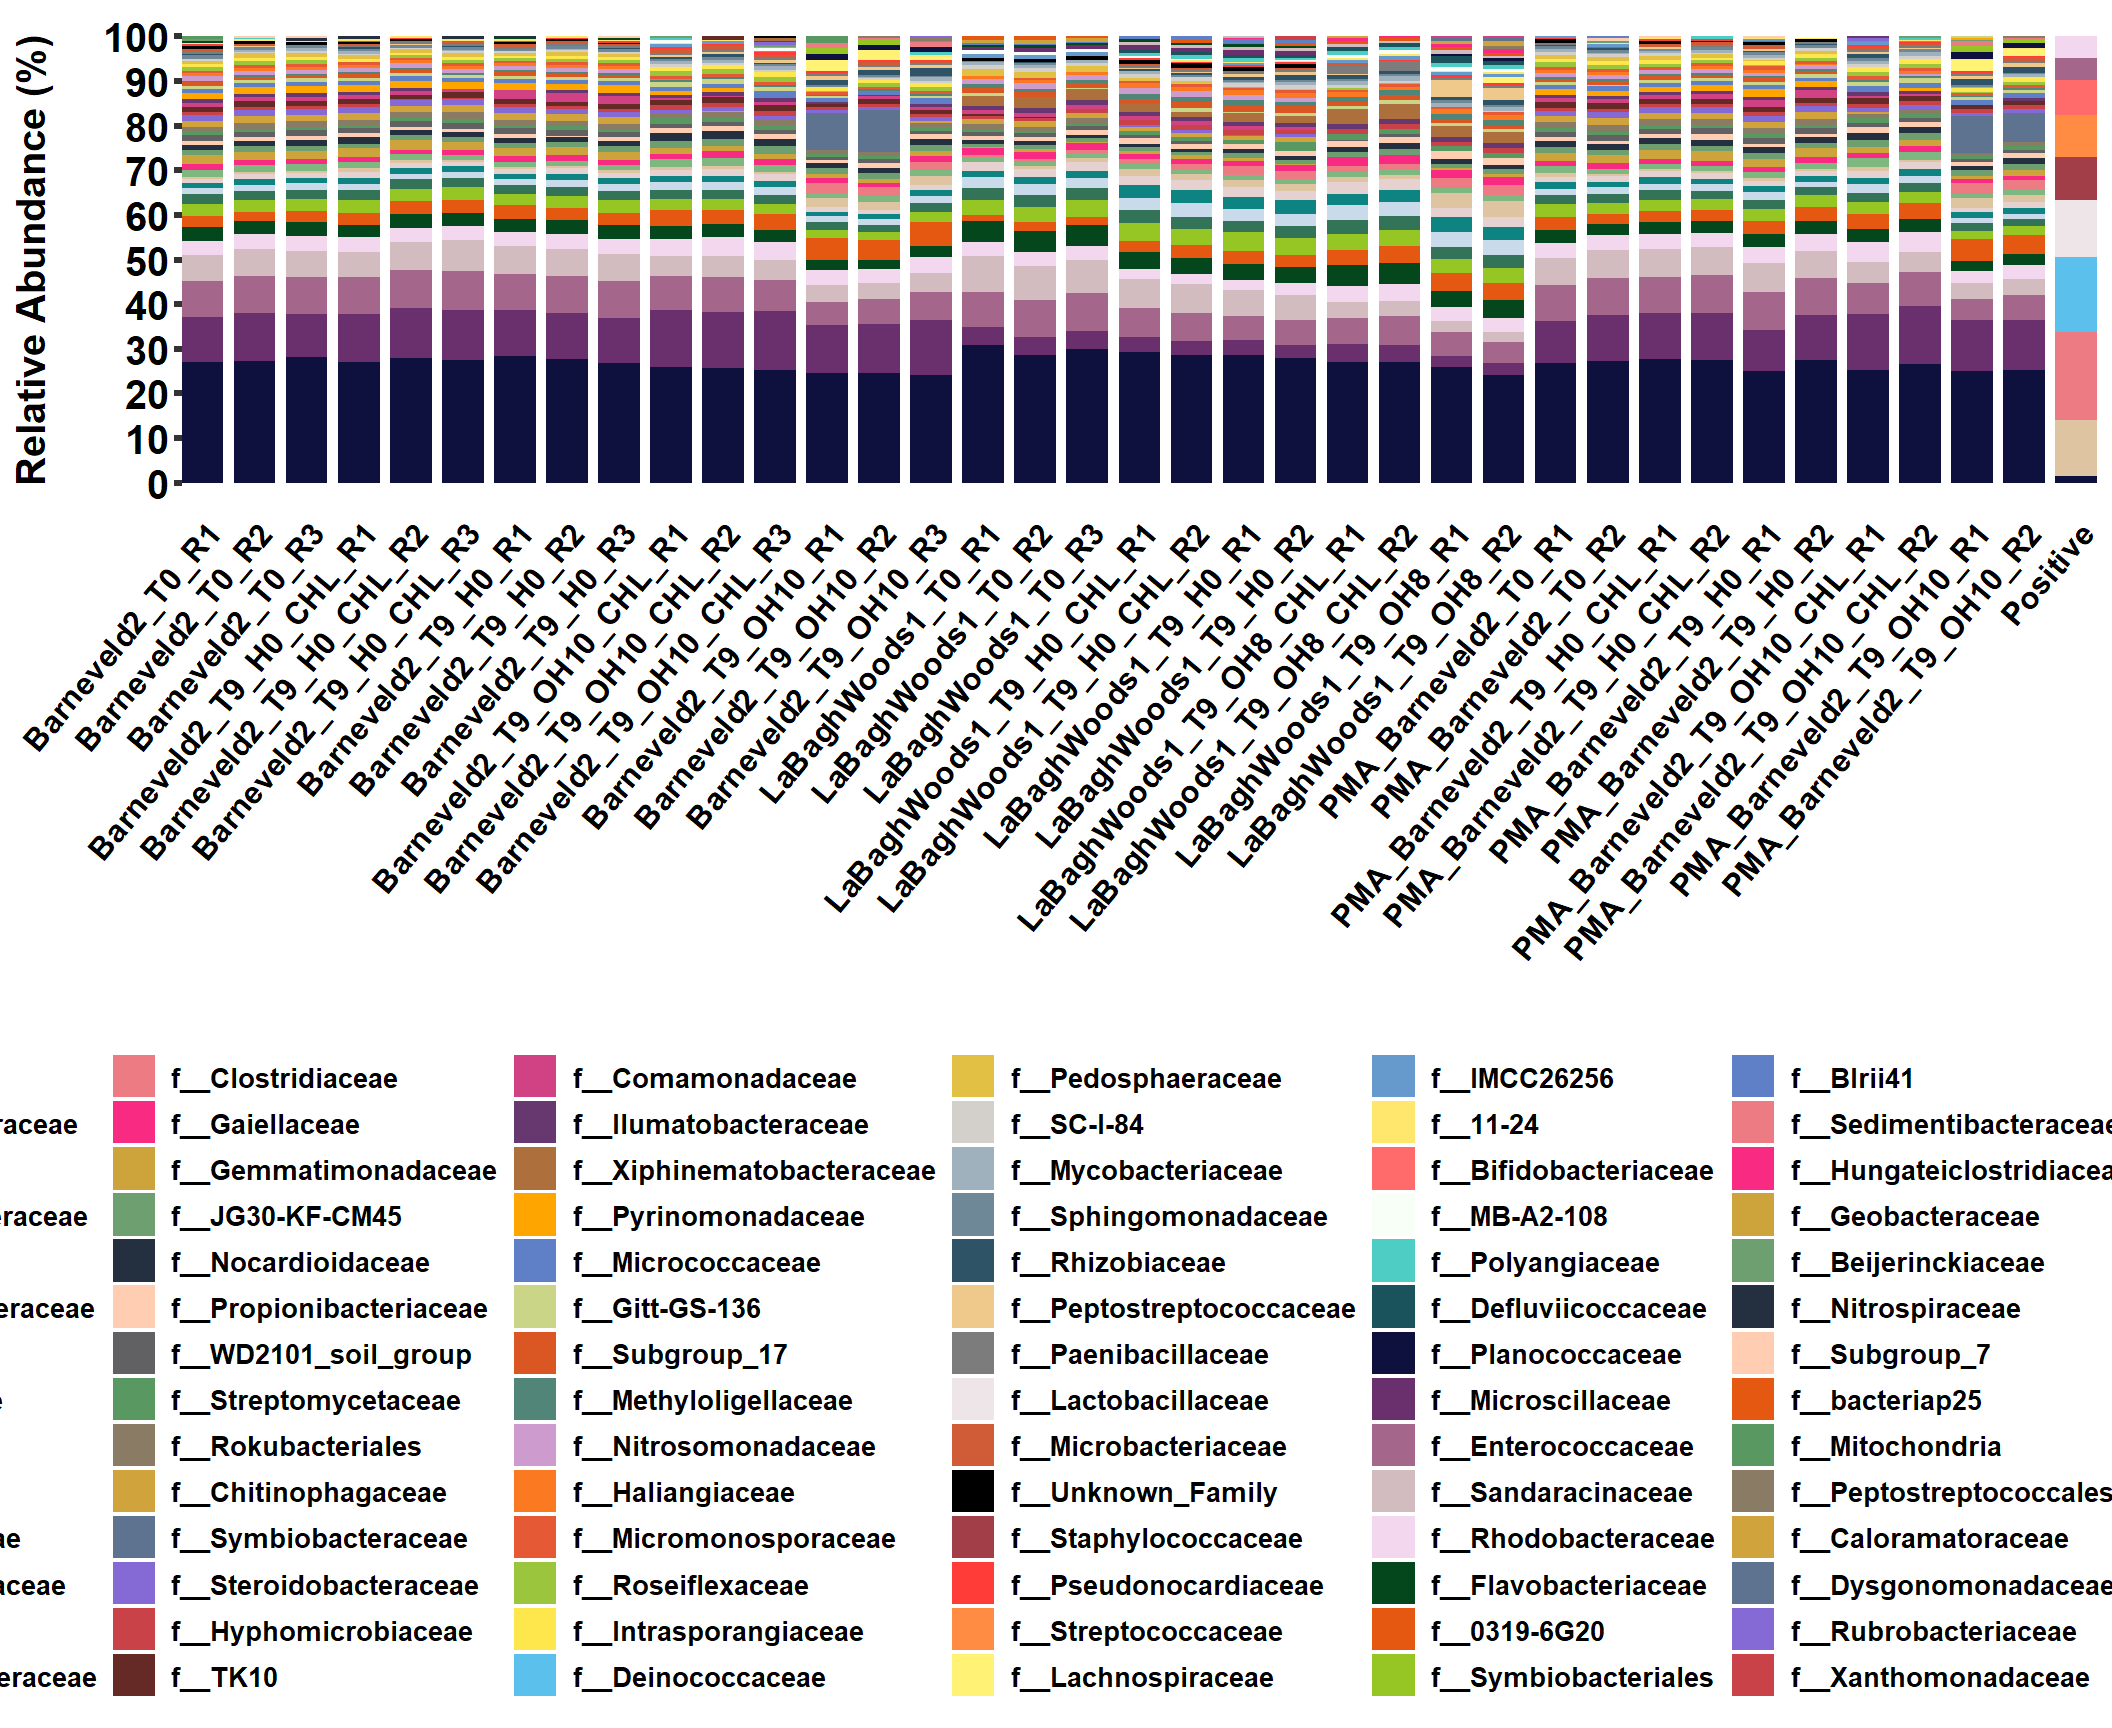 Relative Abundance (%)
100
90
80
70
60
50
40
30
20
10
0
Barneveld2_T0_R1
Barneveld2_T0_R2
Barneveld2_T0_R3
Barneveld2_T9_H0_CHL_R1
Barneveld2_T9_H0_CHL_R2
Barneveld2_T9_H0_CHL_R3
Barneveld2_T9_H0_R1
Barneveld2_T9_H0_R2
Barneveld2_T9_H0_R3
Barneveld2_T9_OH10_CHL_R1
Barneveld2_T9_OH10_CHL_R2
Barneveld2_T9_OH10_CHL_R3
Barneveld2_T9_OH10_R1
Barneveld2_T9_OH10_R2
Barneveld2_T9_OH10_R3
LaBaghWoods1_T0_R1
LaBaghWoods1_T0_R2
LaBaghWoods1_T0_R3
LaBaghWoods1_T9_H0_CHL_R1
LaBaghWoods1_T9_H0_CHL_R2
LaBaghWoods1_T9_H0_R1
LaBaghWoods1_T9_H0_R2
LaBaghWoods1_T9_OH8_CHL_R1
LaBaghWoods1_T9_OH8_CHL_R2
LaBaghWoods1_T9_OH8_R1
LaBaghWoods1_T9_OH8_R2
PMA_Barneveld2_T0_R1
PMA_Barneveld2_T0_R2
PMA_Barneveld2_T9_H0_CHL_R1
PMA_Barneveld2_T9_H0_CHL_R2
PMA_Barneveld2_T9_H0_R1
PMA_Barneveld2_T9_H0_R2
PMA_Barneveld2_T9_OH10_CHL_R1
PMA_Barneveld2_T9_OH10_CHL_R2
PMA_Barneveld2_T9_OH10_R1
PMA_Barneveld2_T9_OH10_R2
Positive
f__Clostridiaceae f__Comamonadaceae f__Pedosphaeraceae f__IMCC26256 f__BIrii41
raceae f__Gaiellaceae f__Ilumatobacteraceae f__SC-I-84 f__11-24 f__Sedimentibacteraceae
f__Gemmatimonadaceae f__Xiphinematobacteraceae f__Mycobacteriaceae f__Bifidobacteriaceae f__Hungateiclostridiacea
eraceae f__JG30-KF-CM45 f__Pyrinomonadaceae f__Sphingomonadaceae f__MB-A2-108 f__Geobacteraceae
f__Nocardioidaceae f__Micrococcaceae f__Rhizobiaceae f__Polyangiaceae f__Beijerinckiaceae
eraceae f__Propionibacteriaceae f__Gitt-GS-136 f__Peptostreptococcaceae f__Defluviicoccaceae f__Nitrospiraceae
f__WD2101_soil_group f__Subgroup_17 f__Paenibacillaceae f__Planococcaceae f__Subgroup_7
e f__Streptomycetaceae f__Methyloligellaceae f__Lactobacillaceae f__Microscillaceae f__bacteriap25
f__Rokubacteriales f__Nitrosomonadaceae f__Microbacteriaceae f__Enterococcaceae f__Mitochondria
f__Chitinophagaceae f__Haliangiaceae f__Unknown_Family f__Sandaracinaceae f__Peptostreptococcales
ae f__Symbiobacteraceae f__Micromonosporaceae f__Staphylococcaceae f__Rhodobacteraceae f__Caloramatoraceae
aceae f__Steroidobacteraceae f__Roseiflexaceae f__Pseudonocardiaceae f__Flavobacteriaceae f__Dysgonomonadaceae
f__Hyphomicrobiaceae f__Intrasporangiaceae f__Streptococcaceae f__0319-6G20 f__Rubrobacteriaceae
eraceae f__TK10 f__Deinococcaceae f__Lachnospiraceae f__Symbiobacteriales f__Xanthomonadaceae